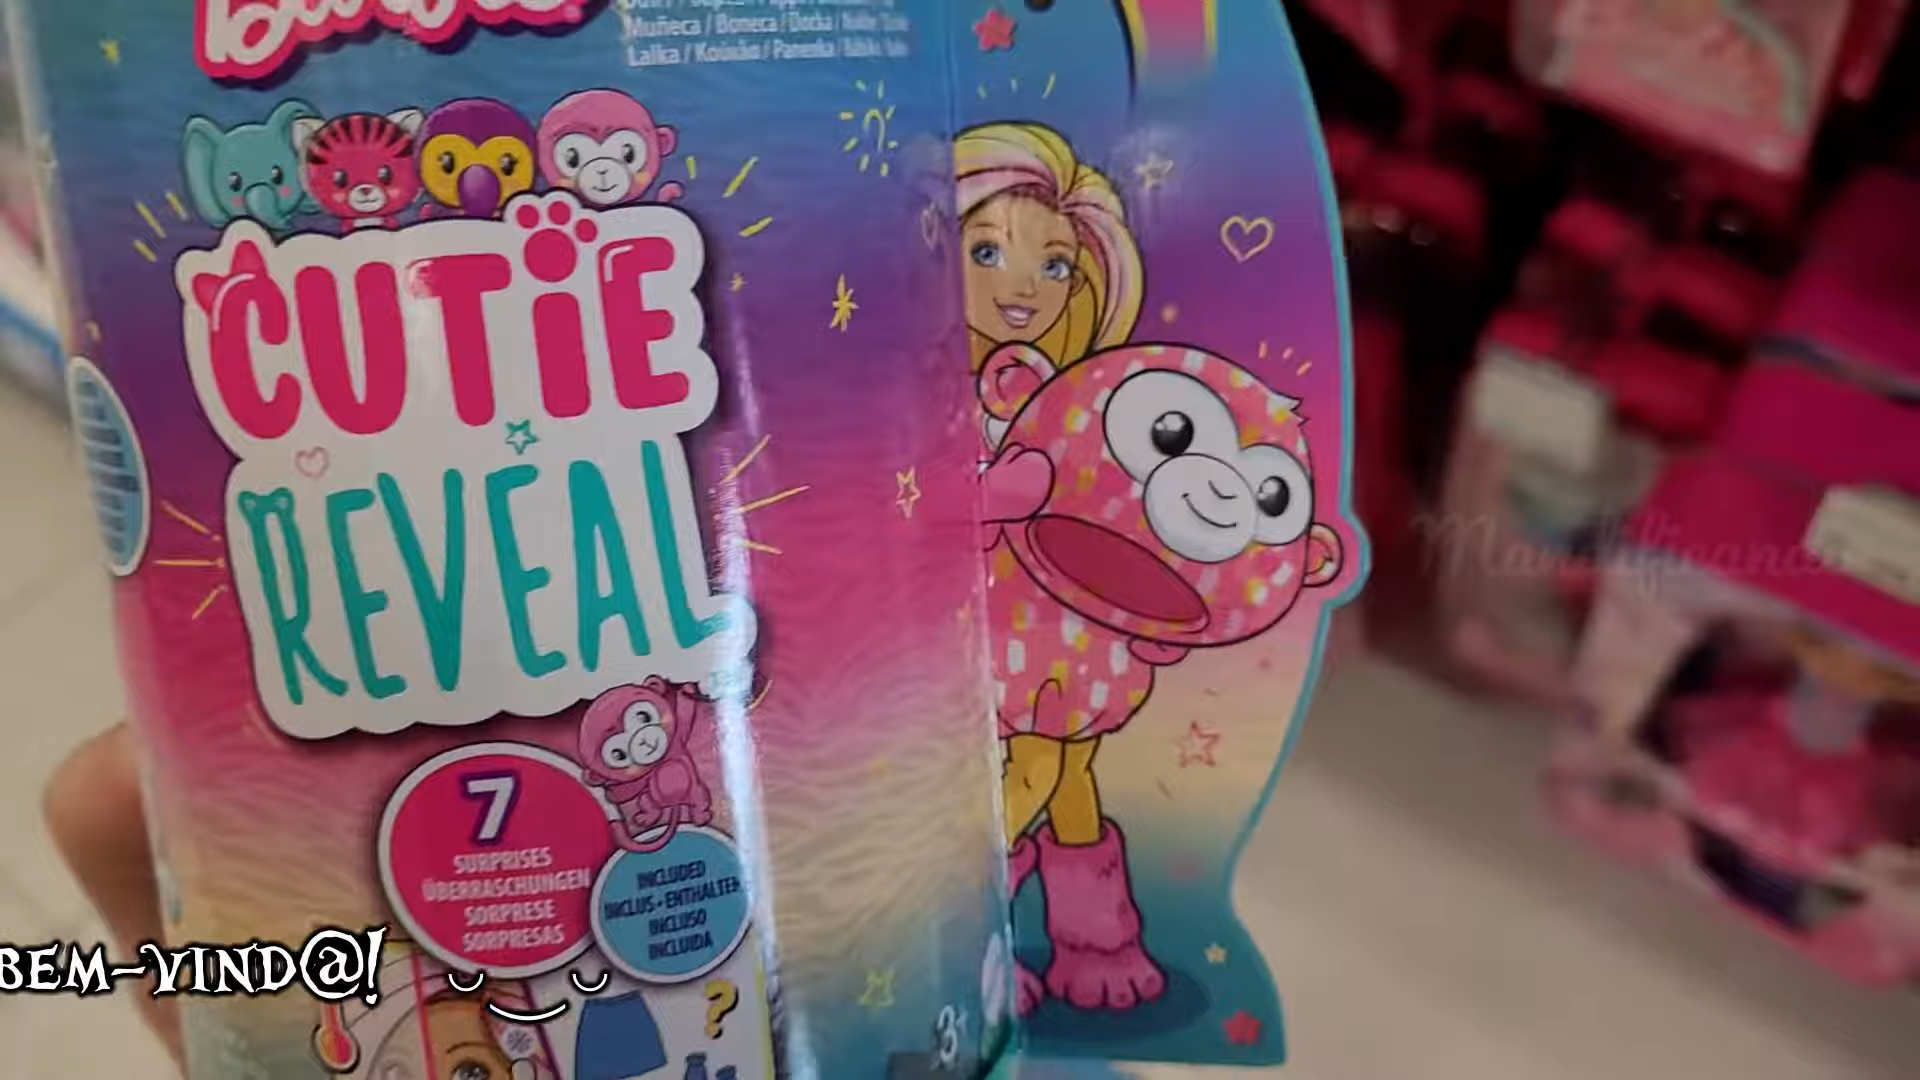 Barbie
Muñeca / Boneca / Docka /
Lalka / Κούκλα / Panenka /
CUTiE
REVEAL
7
SURPRISES
ÜBERRASCHUNGEN
SORPRESE
SORPRESAS
INCLUDED
INCLUS • ENTHALTEN
INCLUSO
INCLUIDA
BEM-VIND@!
?
3+